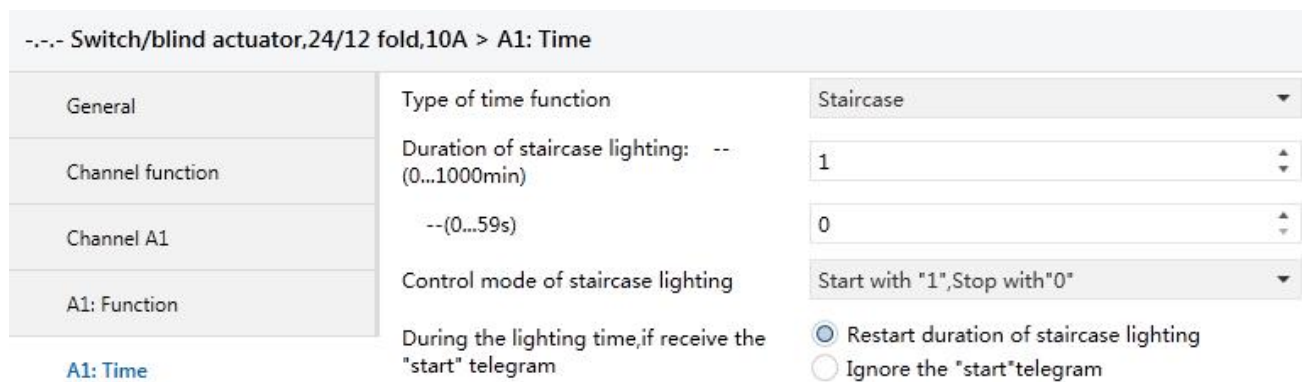 -.-.- Switch/blind actuator,24/12 fold,10A > A1: Time
General
Channel function
Channel A1
A1: Function
A1: Time
Type of time function
Staircase
Duration of staircase lighting: --
(0...1000min)
1
--(0...59s)
0
Control mode of staircase lighting
Start with "1",Stop with"0"
During the lighting time,if receive the
"start" telegram
Restart duration of staircase lighting
Ignore the "start"telegram